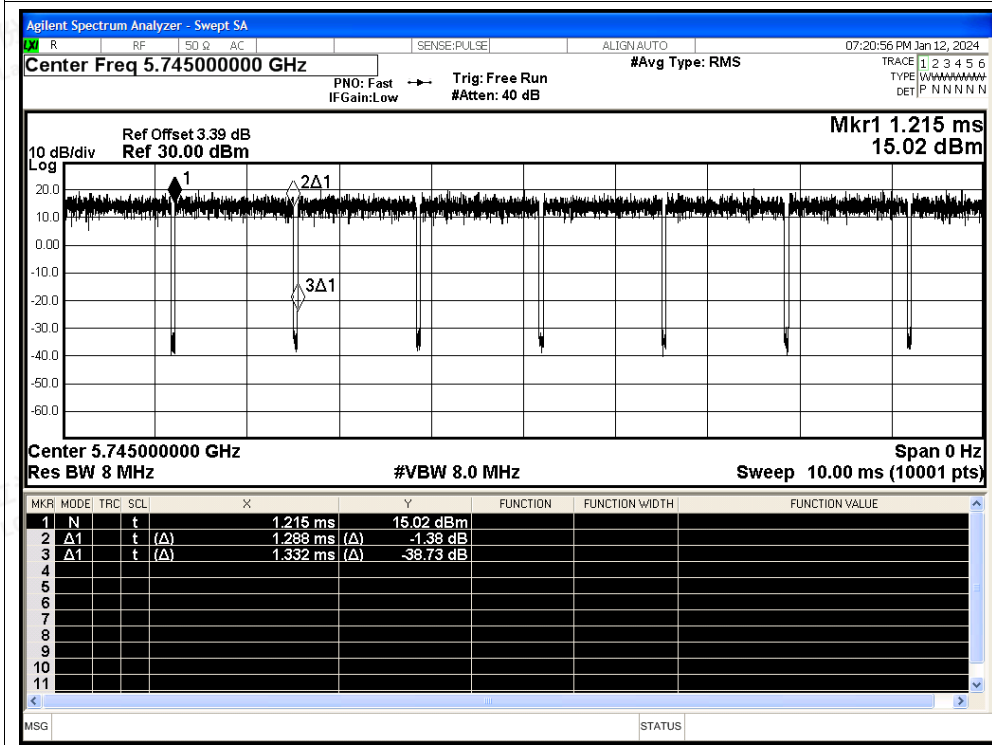 Agilent Spectrum Analyzer - Swept SA
LXI R RF 50 Ω AC SENSE:PULSE ALIGN AUTO 07:20:56 PM Jan 12, 2024
Center Freq 5.745000000 GHz
PNO: Fast
IFGain:Low
Trig: Free Run
#Atten: 40 dB
#Avg Type: RMS
TRACE 1 2 3 4 5 6
TYPE WWWWWW
DET P N N N N N
Mkr1 1.215 ms
15.02 dBm
Ref Offset 3.39 dB
10 dB/div Ref 30.00 dBm
Log
1
2Δ1
20.0
10.0
0.00
-10.0
3Δ1
-20.0
-30.0
-40.0
-50.0
-60.0
Center 5.745000000 GHz Span 0 Hz
Res BW 8 MHz #VBW 8.0 MHz Sweep 10.00 ms (10001 pts)
MKR MODE TRC SCL X Y FUNCTION FUNCTION WIDTH FUNCTION VALUE
1 N t 1.215 ms 15.02 dBm
2 Δ1 t (Δ) 1.288 ms (Δ) -1.38 dB
3 Δ1 t (Δ) 1.332 ms (Δ) -38.73 dB
4
5
6
7
8
9
10
11
MSG STATUS